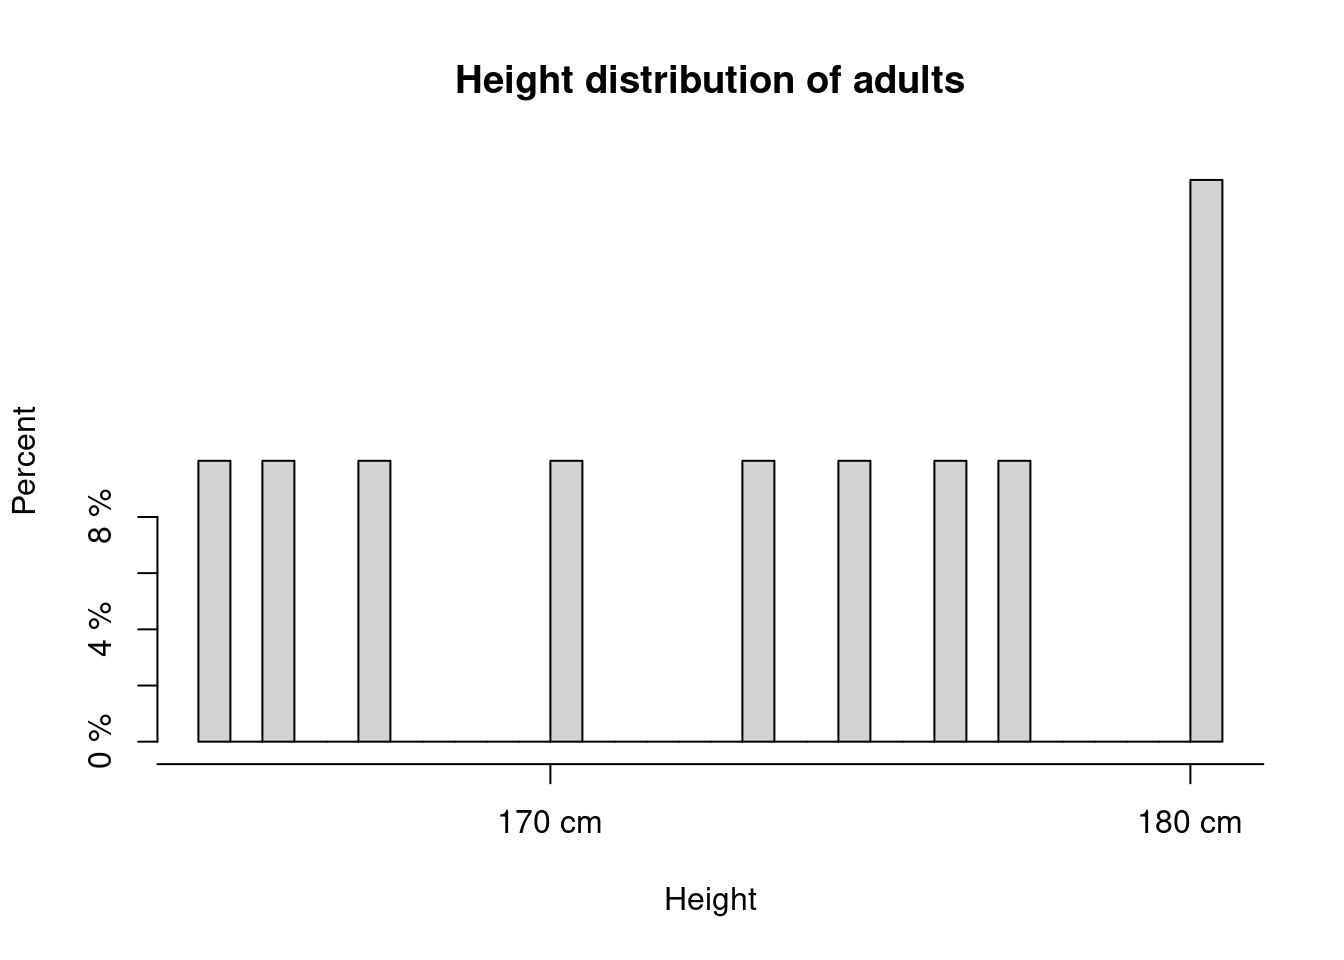 Height distribution of adults
Percent
8 %
4 %
0 %
170 cm
180 cm
Height